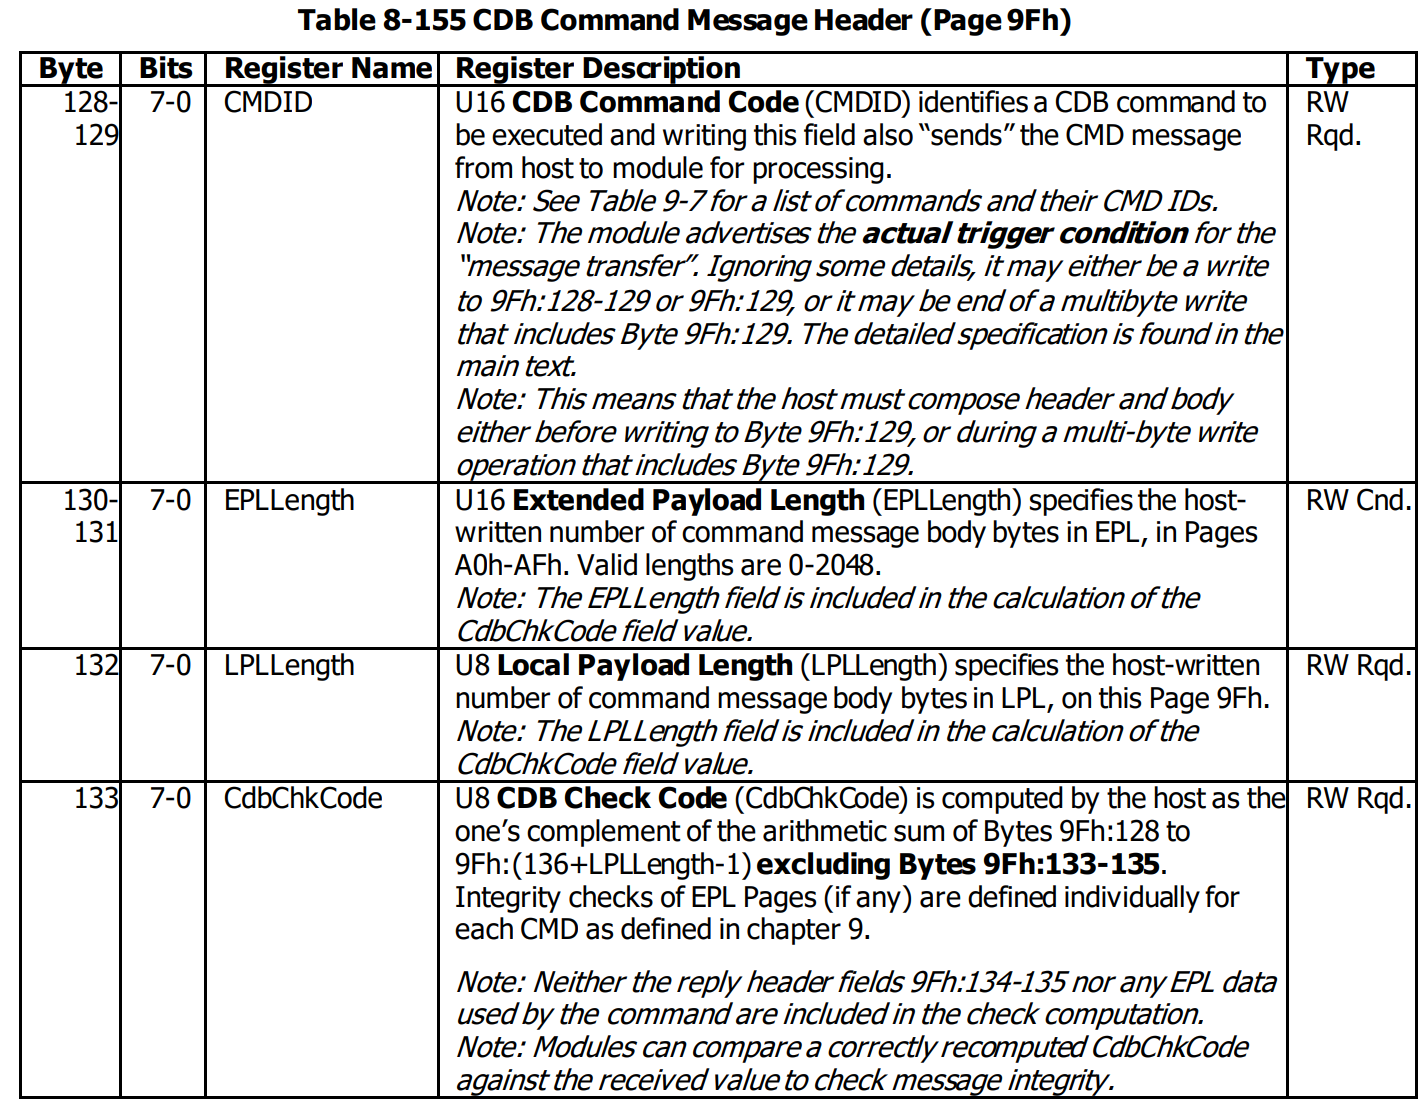 Table 8-155 CDB Command Message Header (Page 9Fh)
Byte Bits Register Name Register Description Type
128- 7-0 CMDID U16 CDB Command Code (CMDID) identifies a CDB command to RW
129 be executed and writing this field also “sends” the CMD message Rqd.
from host to module for processing.
Note: See Table 9-7 for a list of commands and their CMD IDs.
Note: The module advertises the actual trigger condition for the
“message transfer”. Ignoring some details, it may either be a write
to 9Fh:128-129 or 9Fh:129, or it may be end of a multibyte write
that includes Byte 9Fh:129. The detailed specification is found in the
main text.
Note: This means that the host must compose header and body
either before writing to Byte 9Fh:129, or during a multi-byte write
operation that includes Byte 9Fh:129.
130- 7-0 EPLLength U16 Extended Payload Length (EPLLength) specifies the host- RW Cnd.
131 written number of command message body bytes in EPL, in Pages
A0h-AFh. Valid lengths are 0-2048.
Note: The EPLLength field is included in the calculation of the
CdbChkCode field value.
132 7-0 LPLLength U8 Local Payload Length (LPLLength) specifies the host-written RW Rqd.
number of command message body bytes in LPL, on this Page 9Fh.
Note: The LPLLength field is included in the calculation of the
CdbChkCode field value.
133 7-0 CdbChkCode U8 CDB Check Code (CdbChkCode) is computed by the host as the RW Rqd.
one’s complement of the arithmetic sum of Bytes 9Fh:128 to
9Fh:(136+LPLLength-1) excluding Bytes 9Fh:133-135.
Integrity checks of EPL Pages (if any) are defined individually for
each CMD as defined in chapter 9.
Note: Neither the reply header fields 9Fh:134-135 nor any EPL data
used by the command are included in the check computation.
Note: Modules can compare a correctly recomputed CdbChkCode
against the received value to check message integrity.